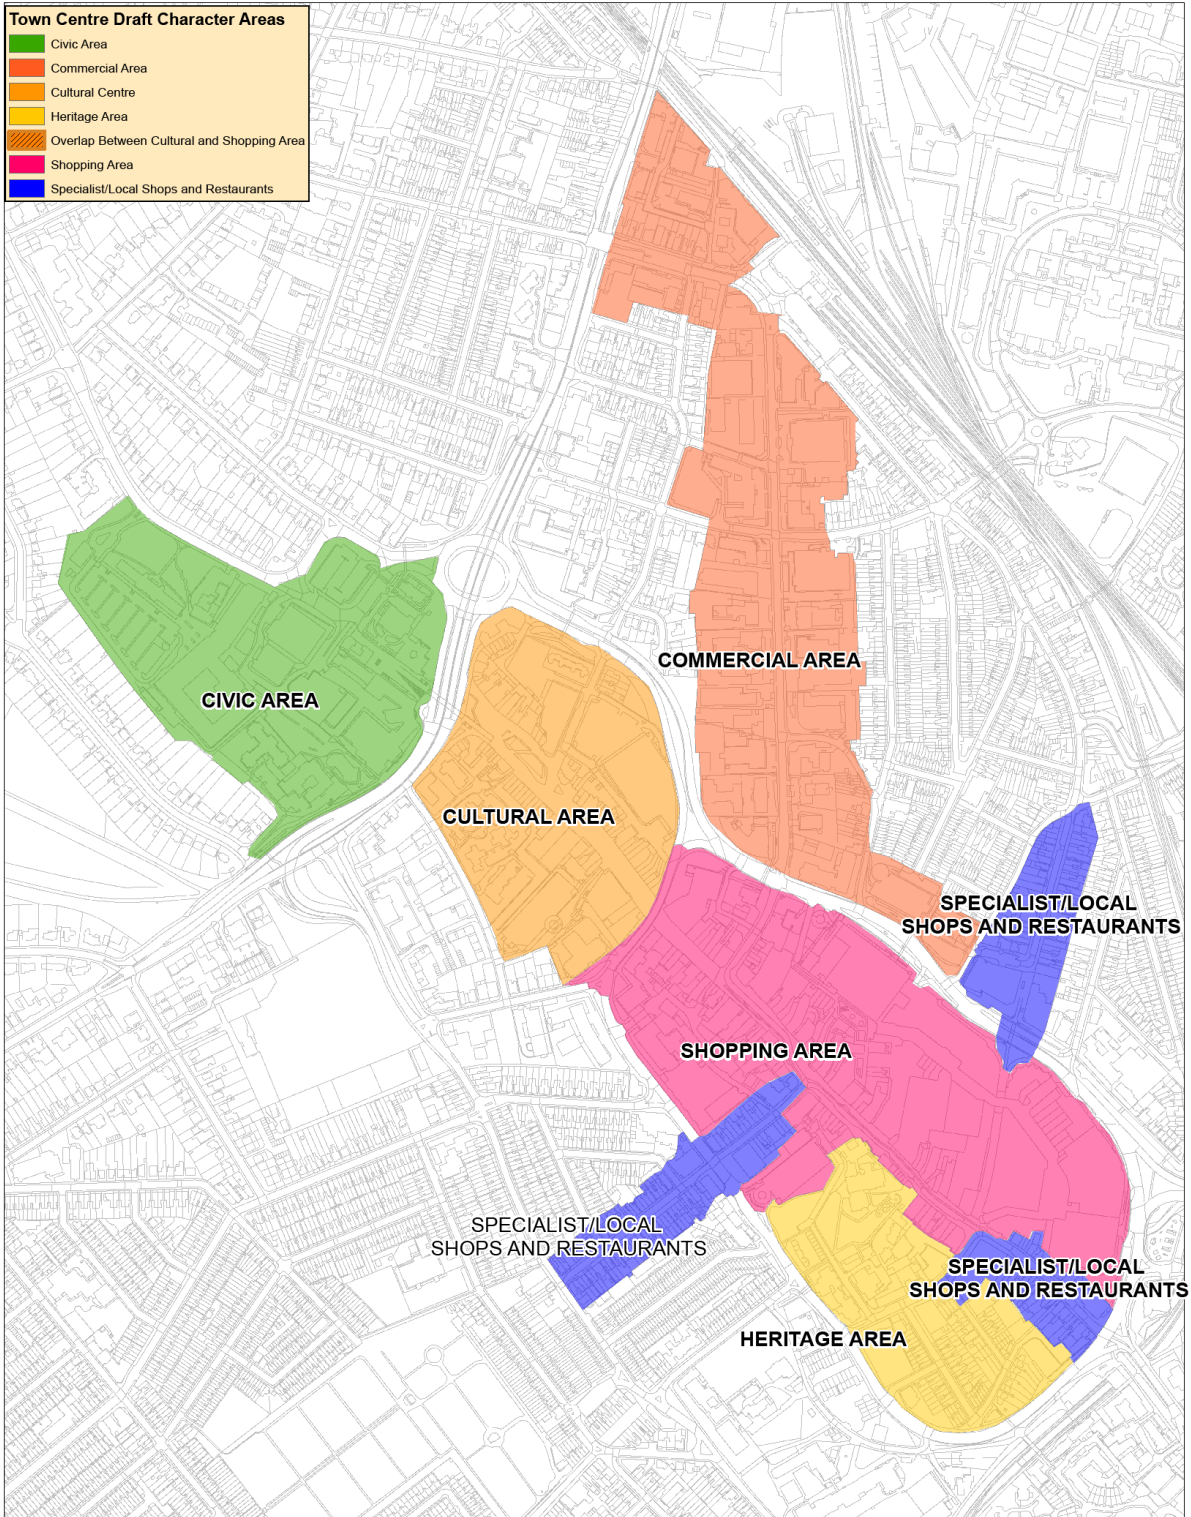 Town Centre Draft Character Areas
Civic Area
Commercial Area
Cultural Centre
Heritage Area
Overlap Between Cultural and Shopping Area
Shopping Area
Specialist/Local Shops and Restaurants
COMMERCIAL AREA
CIVIC AREA
CULTURAL AREA
SPECIALIST/LOCAL
SHOPS AND RESTAURANTS
SHOPPING AREA
SPECIALIST/LOCAL
SHOPS AND RESTAURANTS
SPECIALIST/LOCAL
SHOPS AND RESTAURANTS
HERITAGE AREA